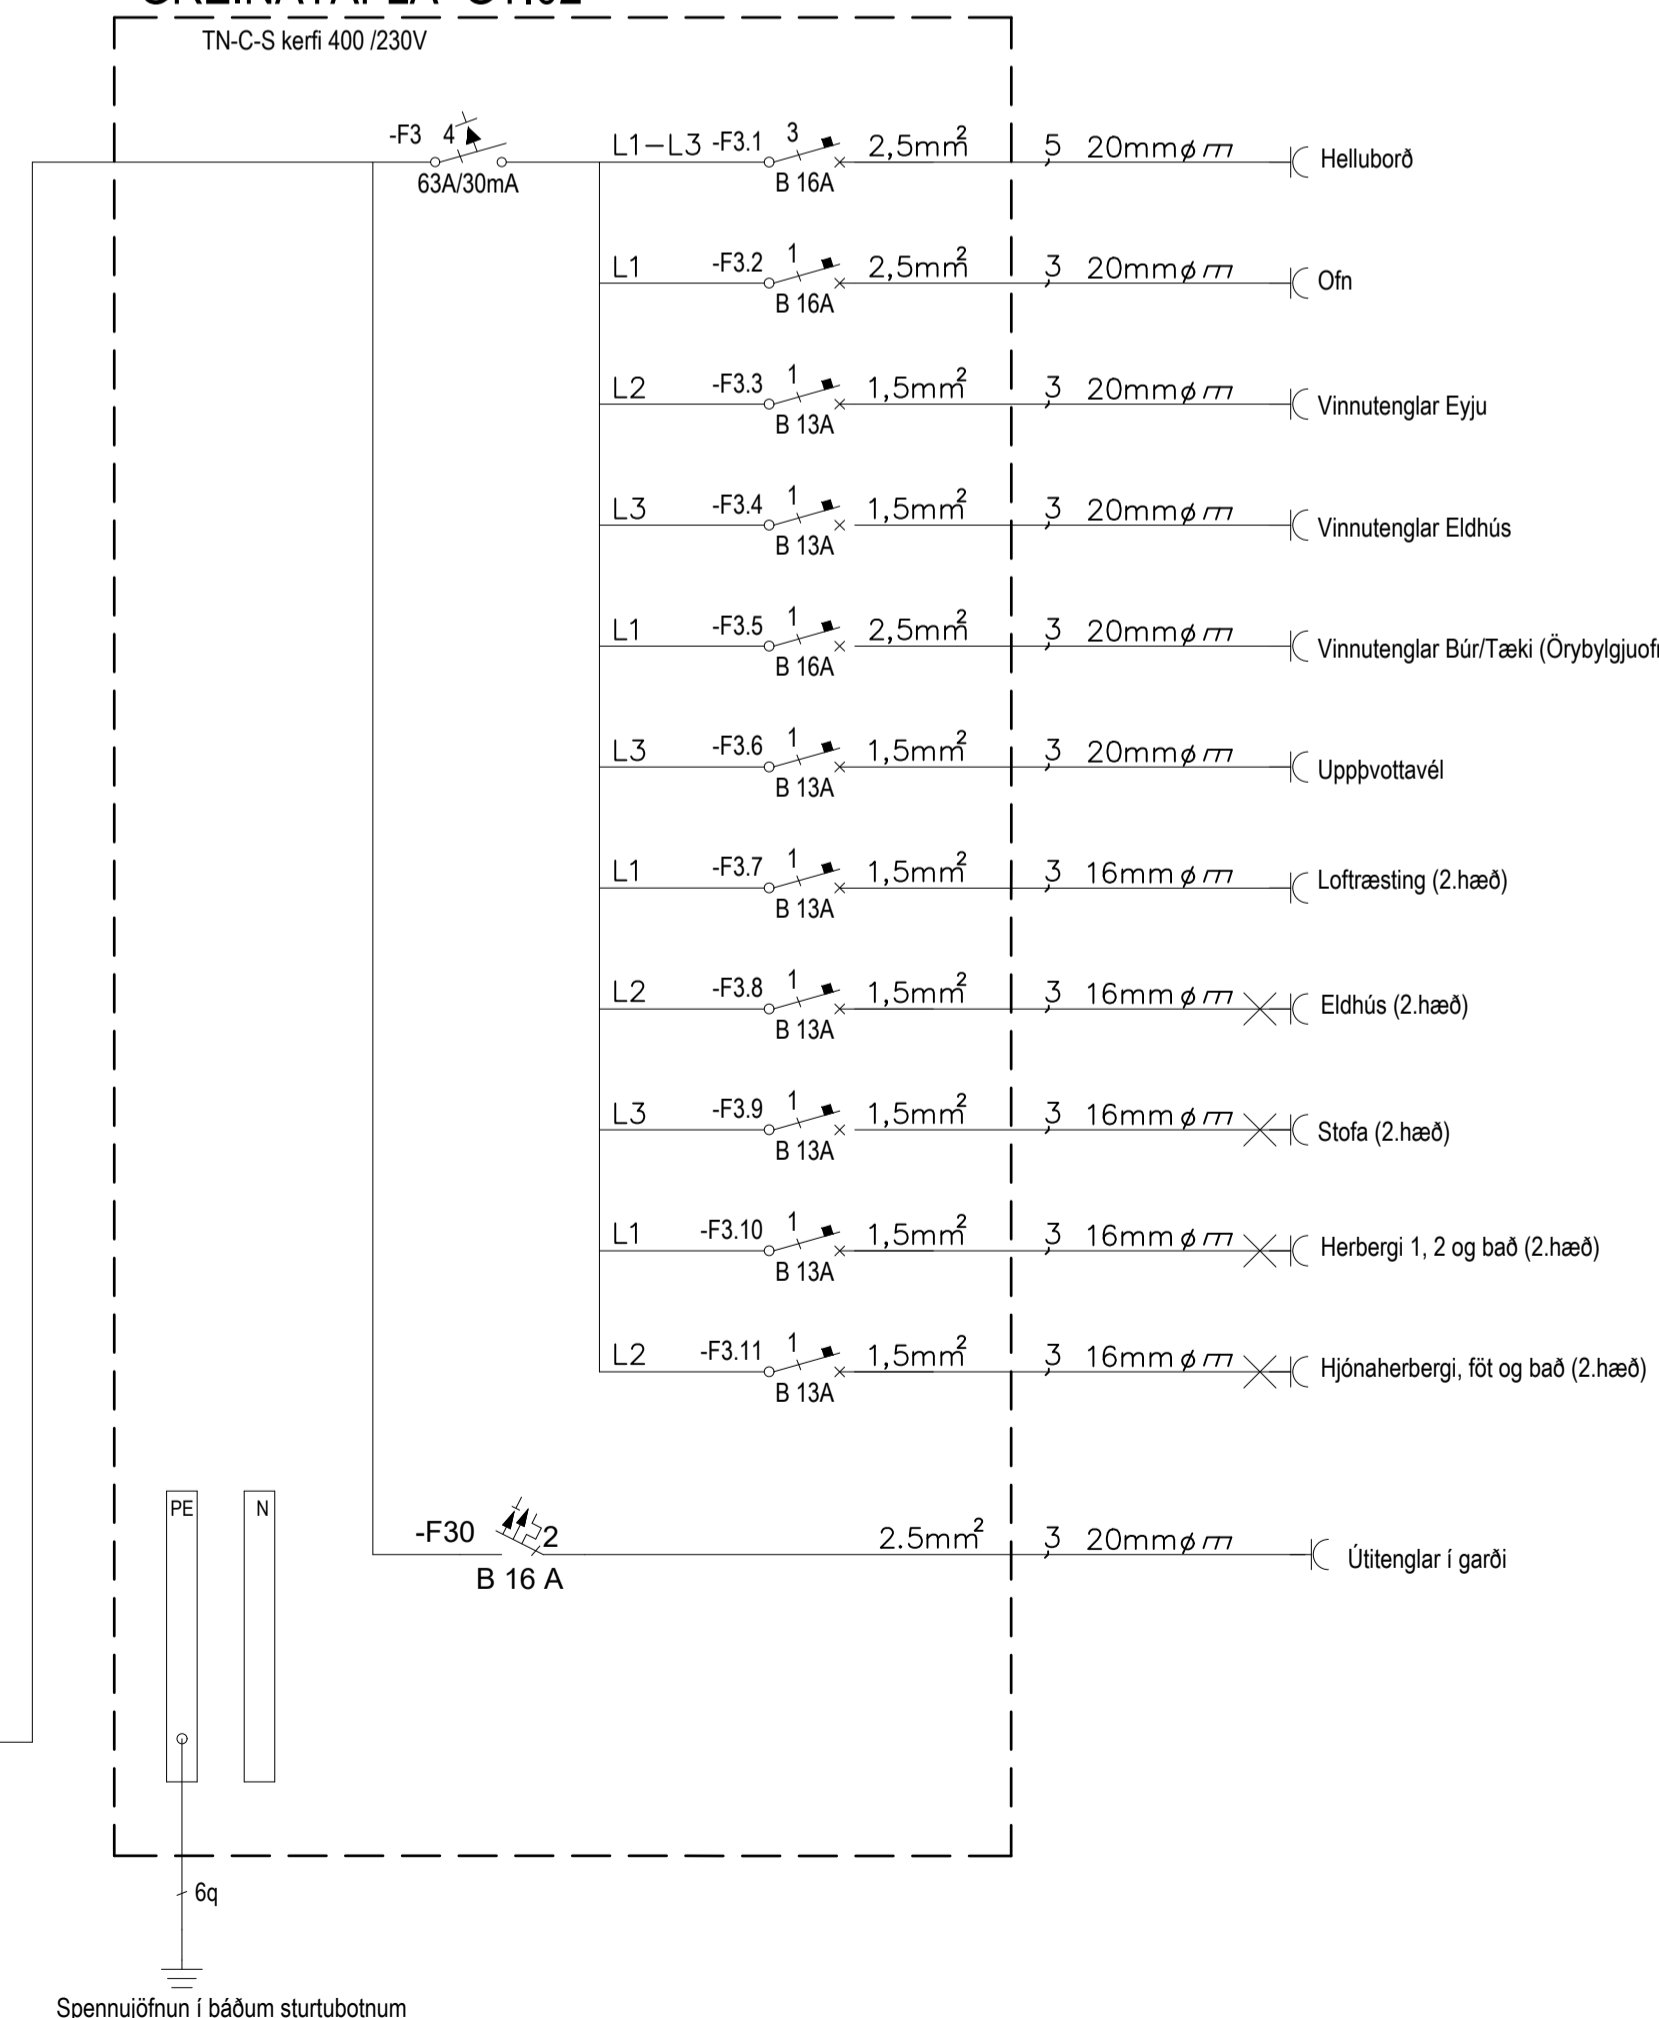 TN-C-S kerfi 400 /230V
-F3 4 63A/30mA
L1-L3 -F3.1 3 B 16A 2,5mm² 5 20mmø Helluborð
L1 -F3.2 1 B 16A 2,5mm² 3 20mmø Ofn
L2 -F3.3 1 B 13A 1,5mm² 3 20mmø Vinnutenglar Eyju
L3 -F3.4 1 B 13A 1,5mm² 3 20mmø Vinnutenglar Eldhús
L1 -F3.5 1 B 16A 2,5mm² 3 20mmø Vinnutenglar Búr/Tæki
L3 -F3.6 1 B 13A 1,5mm² 3 20mmø Uppþvottavél
L1 -F3.7 1 B 13A 1,5mm² 3 16mmø Loftræsting (2.hæð)
L2 -F3.8 1 B 13A 1,5mm² 3 16mmø Eldhús (2.hæð)
L3 -F3.9 1 B 13A 1,5mm² 3 16mmø Stofa (2.hæð)
L1 -F3.10 1 B 13A 1,5mm² 3 16mmø Herbergi 1, 2 og bað (2.hæð)
L2 -F3.11 1 B 13A 1,5mm² 3 16mmø Hjónaherbergi, föt og bað (2.hæð)
PE N
-F30 2 B 16 A 2.5mm² 3 20mmø Útitenglar í garði
6q
Spennujöfnun í báðum sturtubotnum